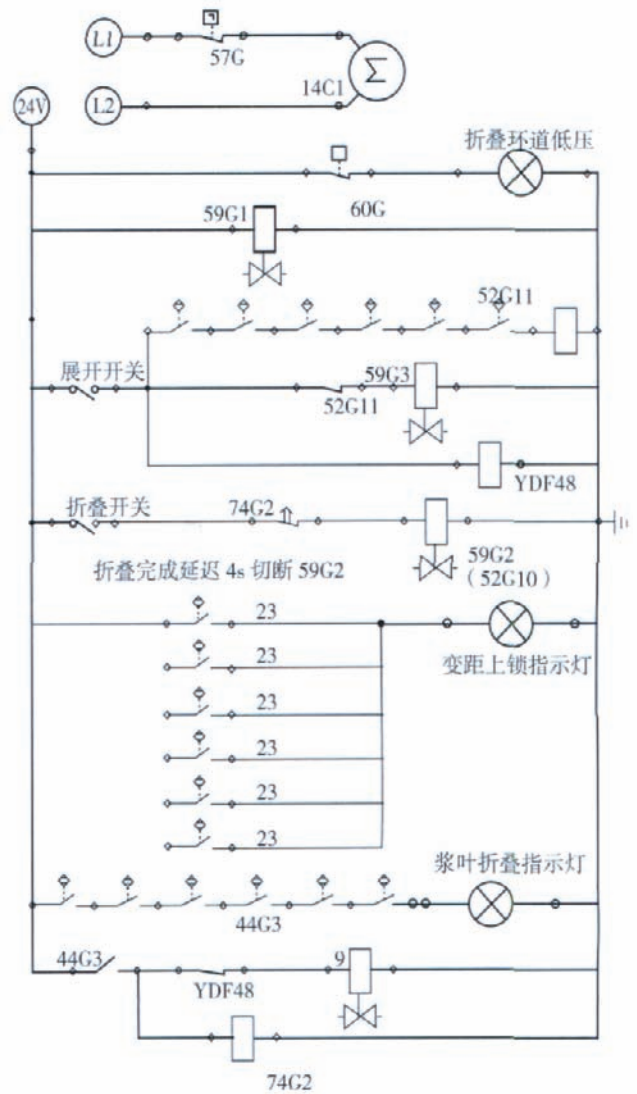 L1
57G
L2
14C1
Σ
24V
折叠环道低压
60G
59G1
52G11
展开开关
59G3
52G11
YDF48
折叠开关
74G2
59G2
(52G10)
折叠完成延迟 4s 切断 59G2
23
23
23
23
23
23
变距上锁指示灯
浆叶折叠指示灯
44G3
44G3
YDF48
9
74G2